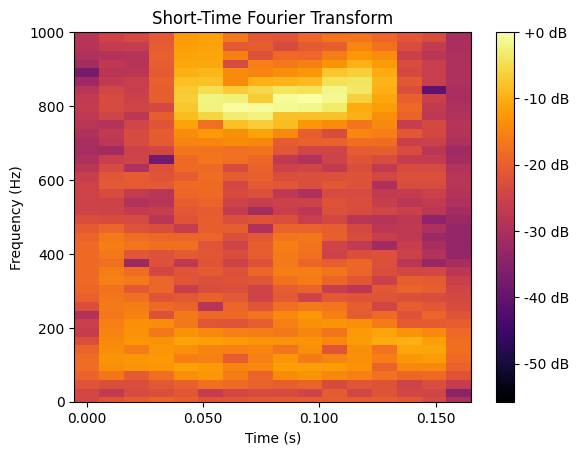 Short-Time Fourier Transform
1000
800
600
400
200
0
Frequency (Hz)
0.000
0.050
0.100
0.150
Time (s)
+0 dB
-10 dB
-20 dB
-30 dB
-40 dB
-50 dB